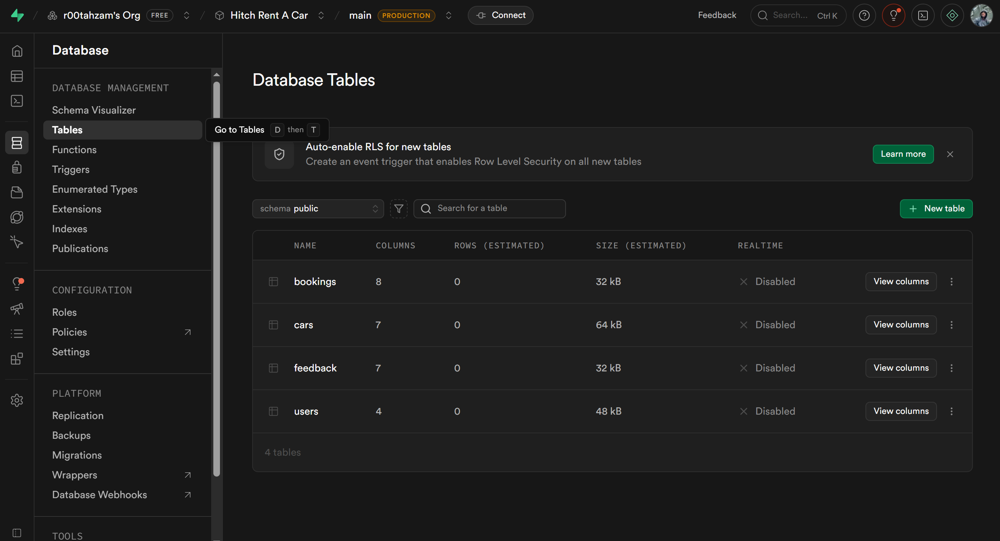 r00tahzam's Org FREE Hitch Rent A Car main PRODUCTION Connect Feedback Search... Ctrl K
Database
DATABASE MANAGEMENT
Schema Visualizer
Tables
Functions
Triggers
Enumerated Types
Extensions
Indexes
Publications
CONFIGURATION
Roles
Policies
Settings
PLATFORM
Replication
Backups
Migrations
Wrappers
Database Webhooks
TOOLS
Database Tables
Go to Tables D then T
Auto-enable RLS for new tables
Create an event trigger that enables Row Level Security on all new tables
Learn more
schema public Search for a table New table
NAME COLUMNS ROWS (ESTIMATED) SIZE (ESTIMATED) REALTIME
bookings 8 0 32 kB Disabled View columns
cars 7 0 64 kB Disabled View columns
feedback 7 0 32 kB Disabled View columns
users 4 0 48 kB Disabled View columns
4 tables